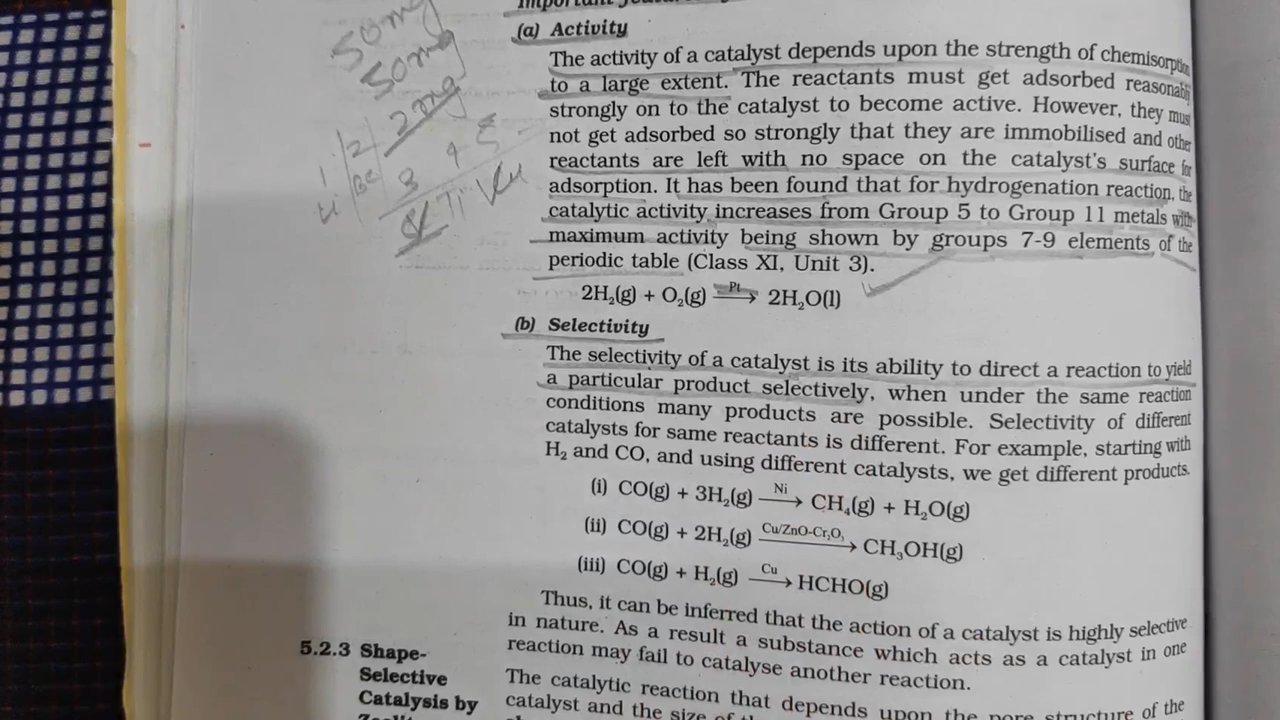 (a) Activity
The activity of a catalyst depends upon the strength of chemisorption
to a large extent. The reactants must get adsorbed reasonably
strongly on to the catalyst to become active. However, they must
not get adsorbed so strongly that they are immobilised and other
reactants are left with no space on the catalyst's surface for
adsorption. It has been found that for hydrogenation reaction, the
catalytic activity increases from Group 5 to Group 11 metals with
maximum activity being shown by groups 7-9 elements of the
periodic table (Class XI, Unit 3).
2H₂(g) + O₂(g) —Pt→ 2H₂O(l)
(b) Selectivity
The selectivity of a catalyst is its ability to direct a reaction to yield
a particular product selectively, when under the same reaction
conditions many products are possible. Selectivity of different
catalysts for same reactants is different. For example, starting with
H₂ and CO, and using different catalysts, we get different products.
(i) CO(g) + 3H₂(g) —Ni→ CH₄(g) + H₂O(g)
(ii) CO(g) + 2H₂(g) —Cu/ZnO-Cr₂O₃→ CH₃OH(g)
(iii) CO(g) + H₂(g) —Cu→ HCHO(g)
Thus, it can be inferred that the action of a catalyst is highly selective
in nature. As a result a substance which acts as a catalyst in one
reaction may fail to catalyse another reaction.
5.2.3 Shape-
Selective
Catalysis by
The catalytic reaction that depends upon the pore structure of the
catalyst and the size of
50mg
50mg